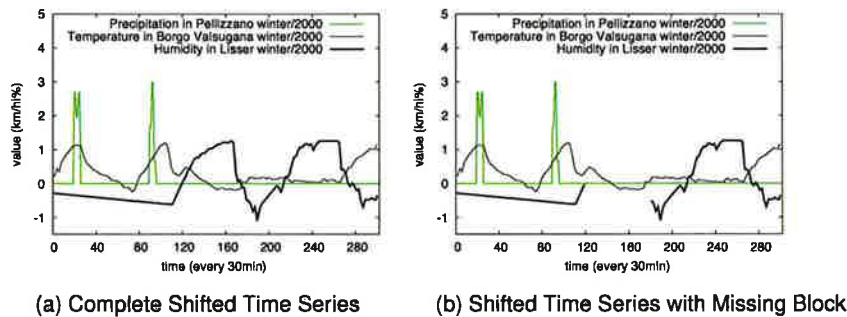 Precipitation in Pellizzano winter/2000
Temperature in Borgo Valsugana winter/2000
Humidity in Lisser winter/2000
value (km/h|%)
5
4
3
2
1
0
-1
0 40 80 120 160 200 240 280
time (every 30min)
(a) Complete Shifted Time Series
Precipitation in Pellizzano winter/2000
Temperature in Borgo Valsugana winter/2000
Humidity in Lisser winter/2000
value (km/h|%)
5
4
3
2
1
0
-1
0 40 80 120 160 200 240 280
time (every 30min)
(b) Shifted Time Series with Missing Block